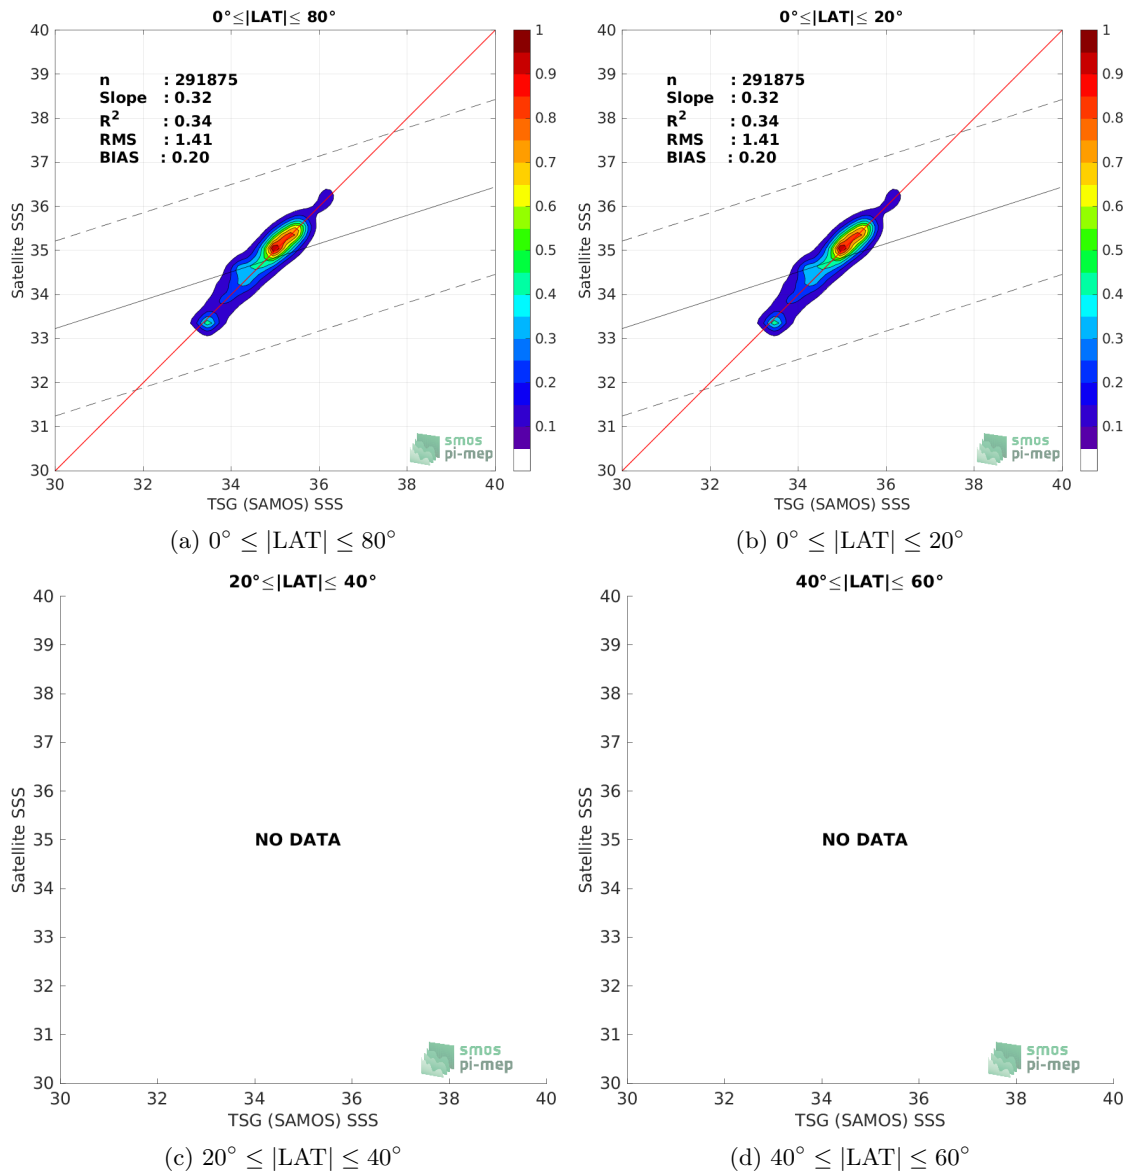 0°≤|LAT|≤ 80°
40
39
38
37
36
35
34
33
32
31
30
Satellite SSS
n : 291875
Slope : 0.32
R² : 0.34
RMS : 1.41
BIAS : 0.20
smos
pi-mep
30 32 34 36 38 40
TSG (SAMOS) SSS
1
0.9
0.8
0.7
0.6
0.5
0.4
0.3
0.2
0.1
(a) 0° ≤ |LAT| ≤ 80°
0°≤|LAT|≤ 20°
40
39
38
37
36
35
34
33
32
31
30
Satellite SSS
n : 291875
Slope : 0.32
R² : 0.34
RMS : 1.41
BIAS : 0.20
smos
pi-mep
30 32 34 36 38 40
TSG (SAMOS) SSS
1
0.9
0.8
0.7
0.6
0.5
0.4
0.3
0.2
0.1
(b) 0° ≤ |LAT| ≤ 20°
20°≤|LAT|≤ 40°
40
39
38
37
36
35
34
33
32
31
30
Satellite SSS
NO DATA
smos
pi-mep
30 32 34 36 38 40
TSG (SAMOS) SSS
(c) 20° ≤ |LAT| ≤ 40°
40°≤|LAT|≤ 60°
40
39
38
37
36
35
34
33
32
31
30
Satellite SSS
NO DATA
smos
pi-mep
30 32 34 36 38 40
TSG (SAMOS) SSS
(d) 40° ≤ |LAT| ≤ 60°